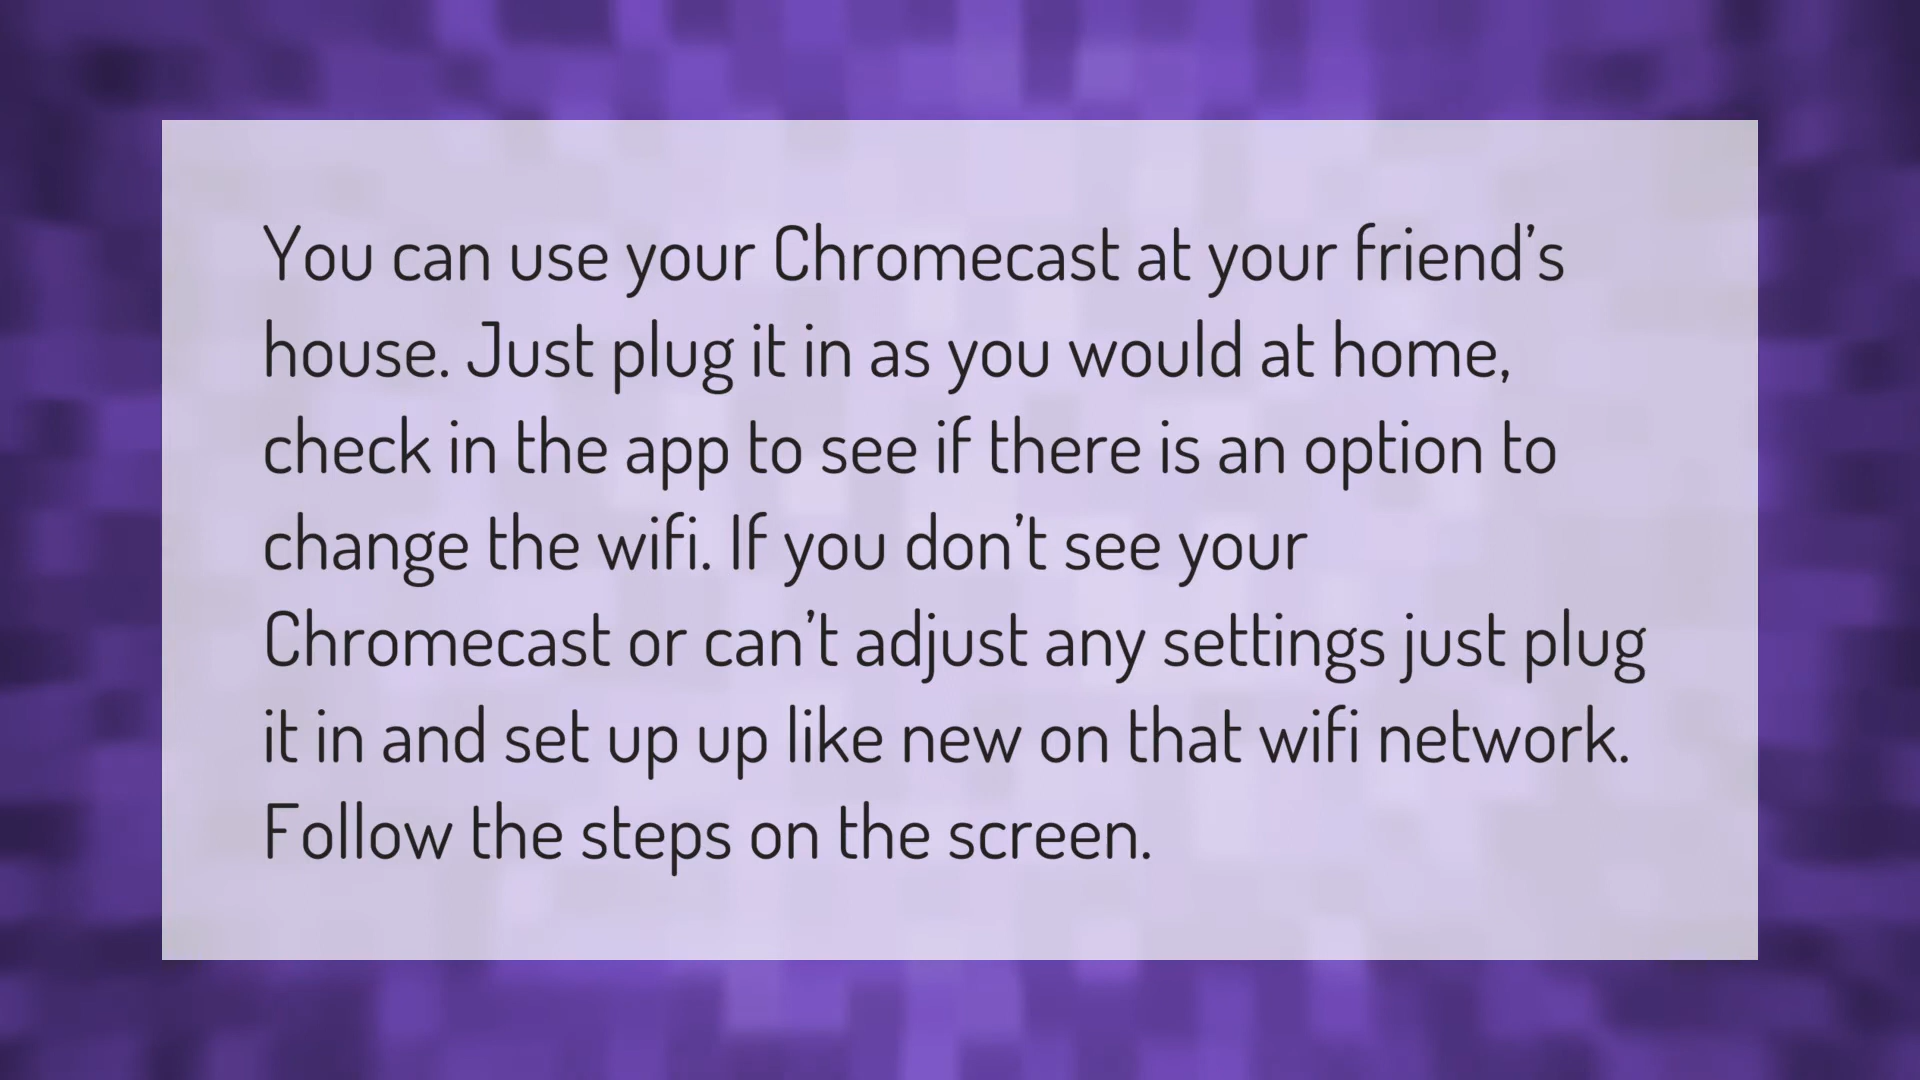 You can use your Chromecast at your friend's
house. Just plug it in as you would at home,
check in the app to see if there is an option to
change the wifi. If you don't see your
Chromecast or can't adjust any settings just plug
it in and set up up like new on that wifi network.
Follow the steps on the screen.